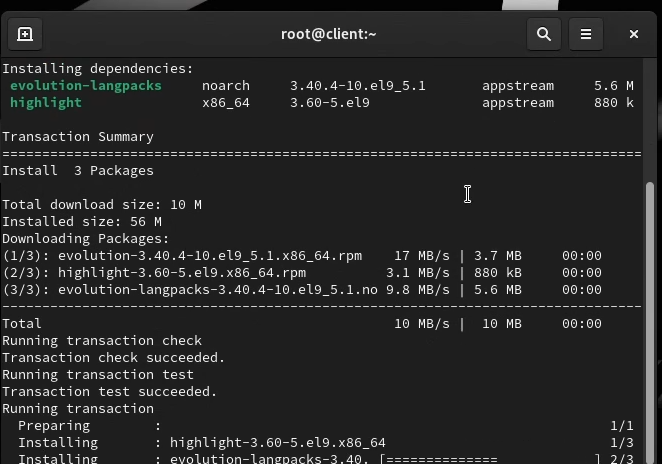 root@client:~
Installing dependencies:
evolution-langpacks noarch 3.40.4-10.el9_5.1 appstream 5.6 M
highlight x86_64 3.60-5.el9 appstream 880 k
Transaction Summary
================================================================================
Install  3 Packages
Total download size: 10 M
Installed size: 56 M
Downloading Packages:
(1/3): evolution-3.40.4-10.el9_5.1.x86_64.rpm 17 MB/s | 3.7 MB 00:00
(2/3): highlight-3.60-5.el9.x86_64.rpm 3.1 MB/s | 880 kB 00:00
(3/3): evolution-langpacks-3.40.4-10.el9_5.1.no 9.8 MB/s | 5.6 MB 00:00
--------------------------------------------------------------------------------
Total 10 MB/s | 10 MB 00:00
Running transaction check
Transaction check succeeded.
Running transaction test
Transaction test succeeded.
Running transaction
Preparing : 1/1
Installing : highlight-3.60-5.el9.x86_64 1/3
Installing : evolution-langpacks-3.40. [============== ] 2/3